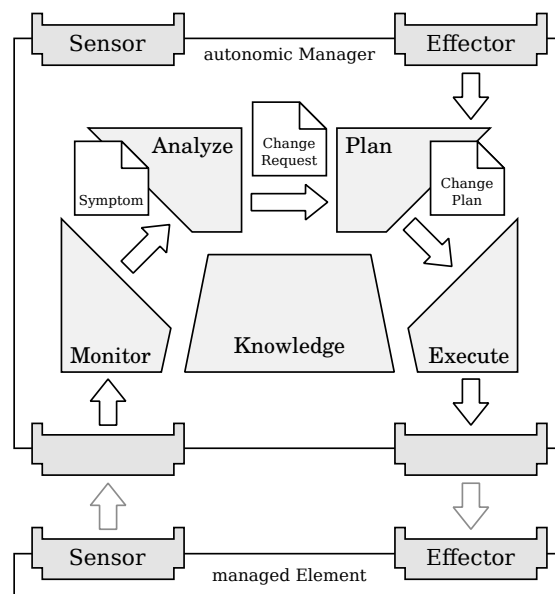 Sensor
Effector
autonomic Manager
Analyze
Change
Request
Plan
Symptom
Change
Plan
Monitor
Knowledge
Execute
Sensor
Effector
managed Element